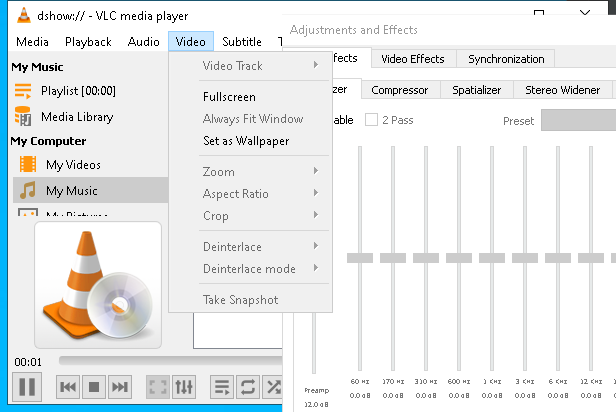 dshow:// - VLC media player
Adjustments and Effects
Media Playback Audio Video Subtitle T
ffects Video Effects Synchronization
zer Compressor Spatializer Stereo Widener
able 2 Pass Preset
My Music
Playlist [00:00]
Media Library
My Computer
My Videos
My Music
My Pictures
Video Track
Fullscreen
Always Fit Window
Set as Wallpaper
Zoom
Aspect Ratio
Crop
Deinterlace
Deinterlace mode
Take Snapshot
00:01
Preamp
12.0 dB
60 Hz 170 Hz 310 Hz 600 Hz 1 KHz 3 KHz 6 KHz 12 KHz
0.0 dB 0.0 dB 0.0 dB 0.0 dB 0.0 dB 0.0 dB 0.0 dB 0.0 dB